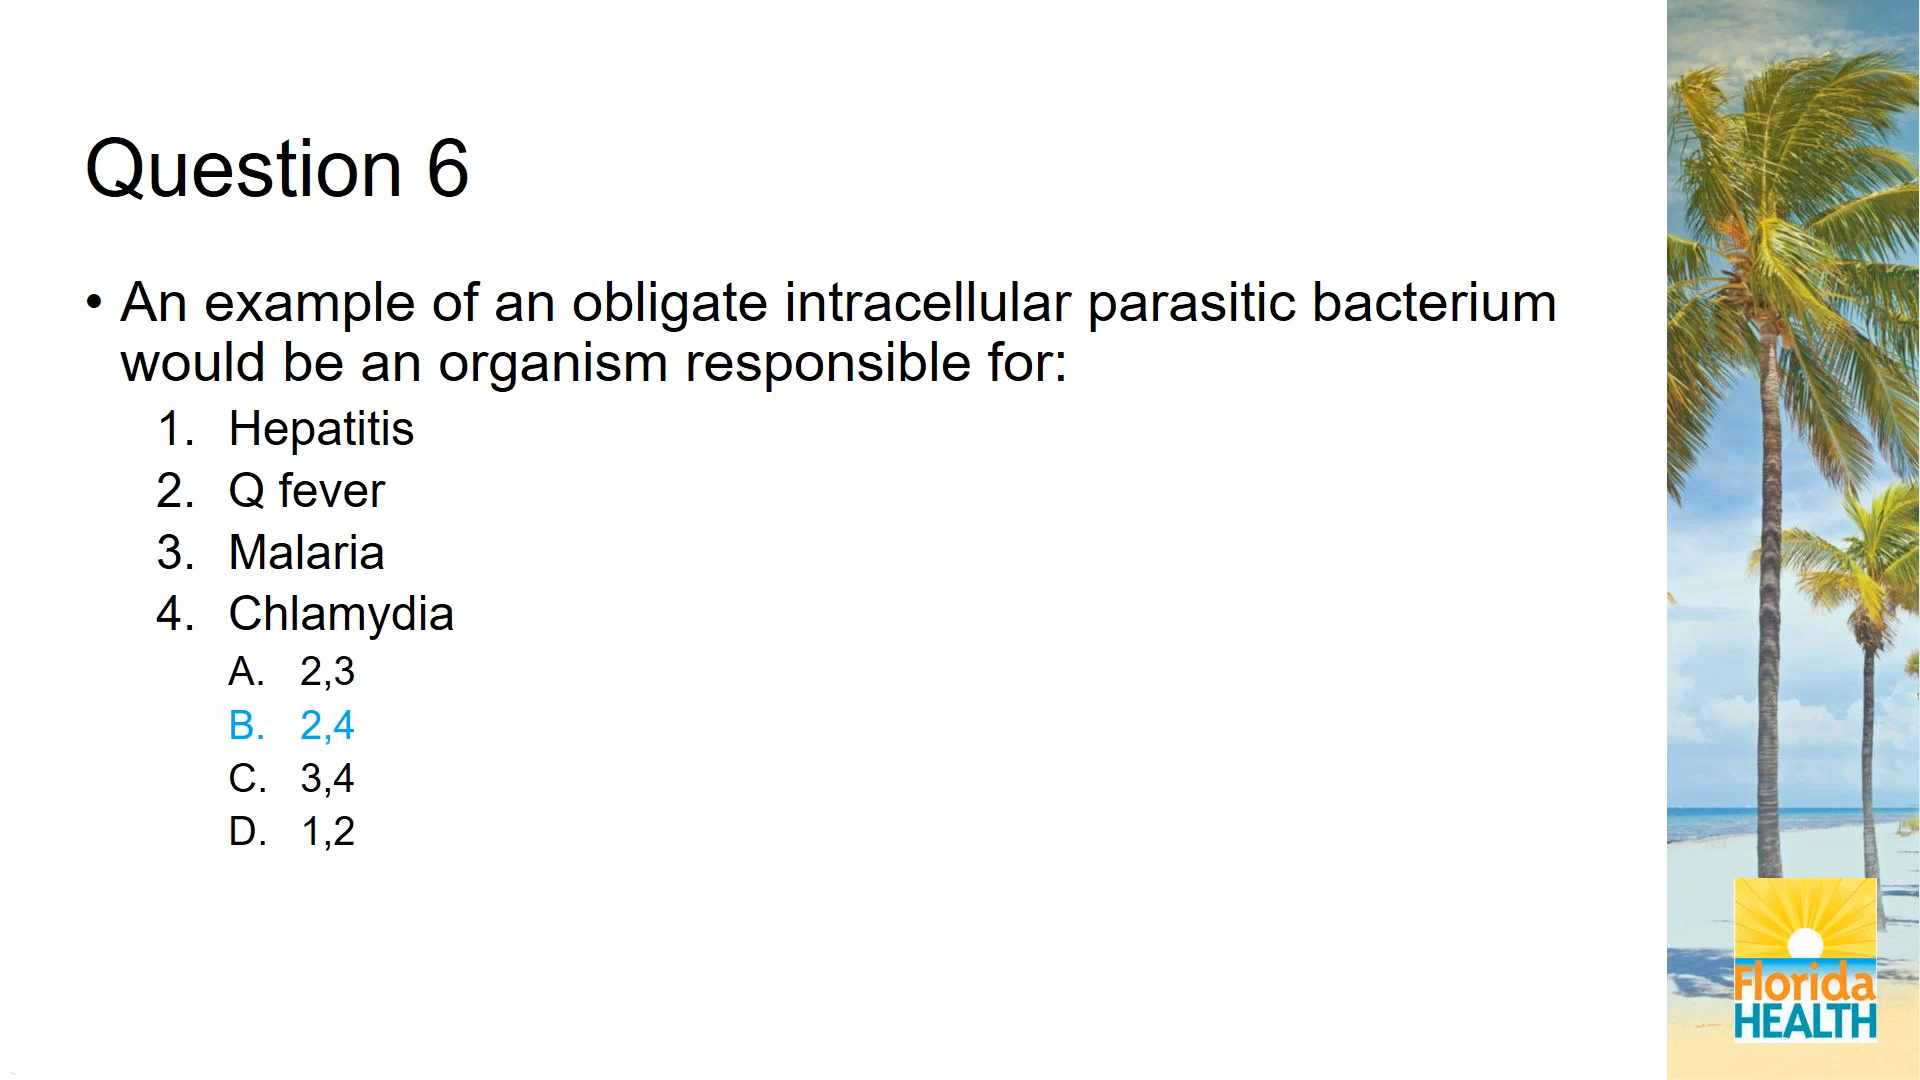 Question 6
• An example of an obligate intracellular parasitic bacterium
would be an organism responsible for:
1. Hepatitis
2. Q fever
3. Malaria
4. Chlamydia
A. 2,3
B. 2,4
C. 3,4
D. 1,2
Florida
HEALTH